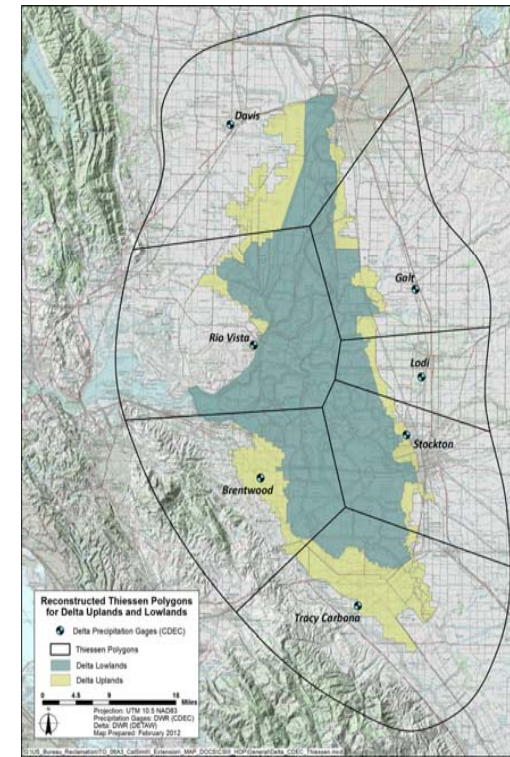 Davis
Galt
Rio Vista
Lodi
Stockton
Brentwood
Tracy Carbona
Reconstructed Thiessen Polygons
for Delta Uplands and Lowlands
Delta Precipitation Gages (CDEC)
Thiessen Polygons
Delta Lowlands
Delta Uplands
0 4.5 9 18
Miles
Projection: UTM 10.5 NAD83
Precipitation Gages: DWR (CDEC)
Delta: DWR (DETAW)
Map Prepared: February 2012